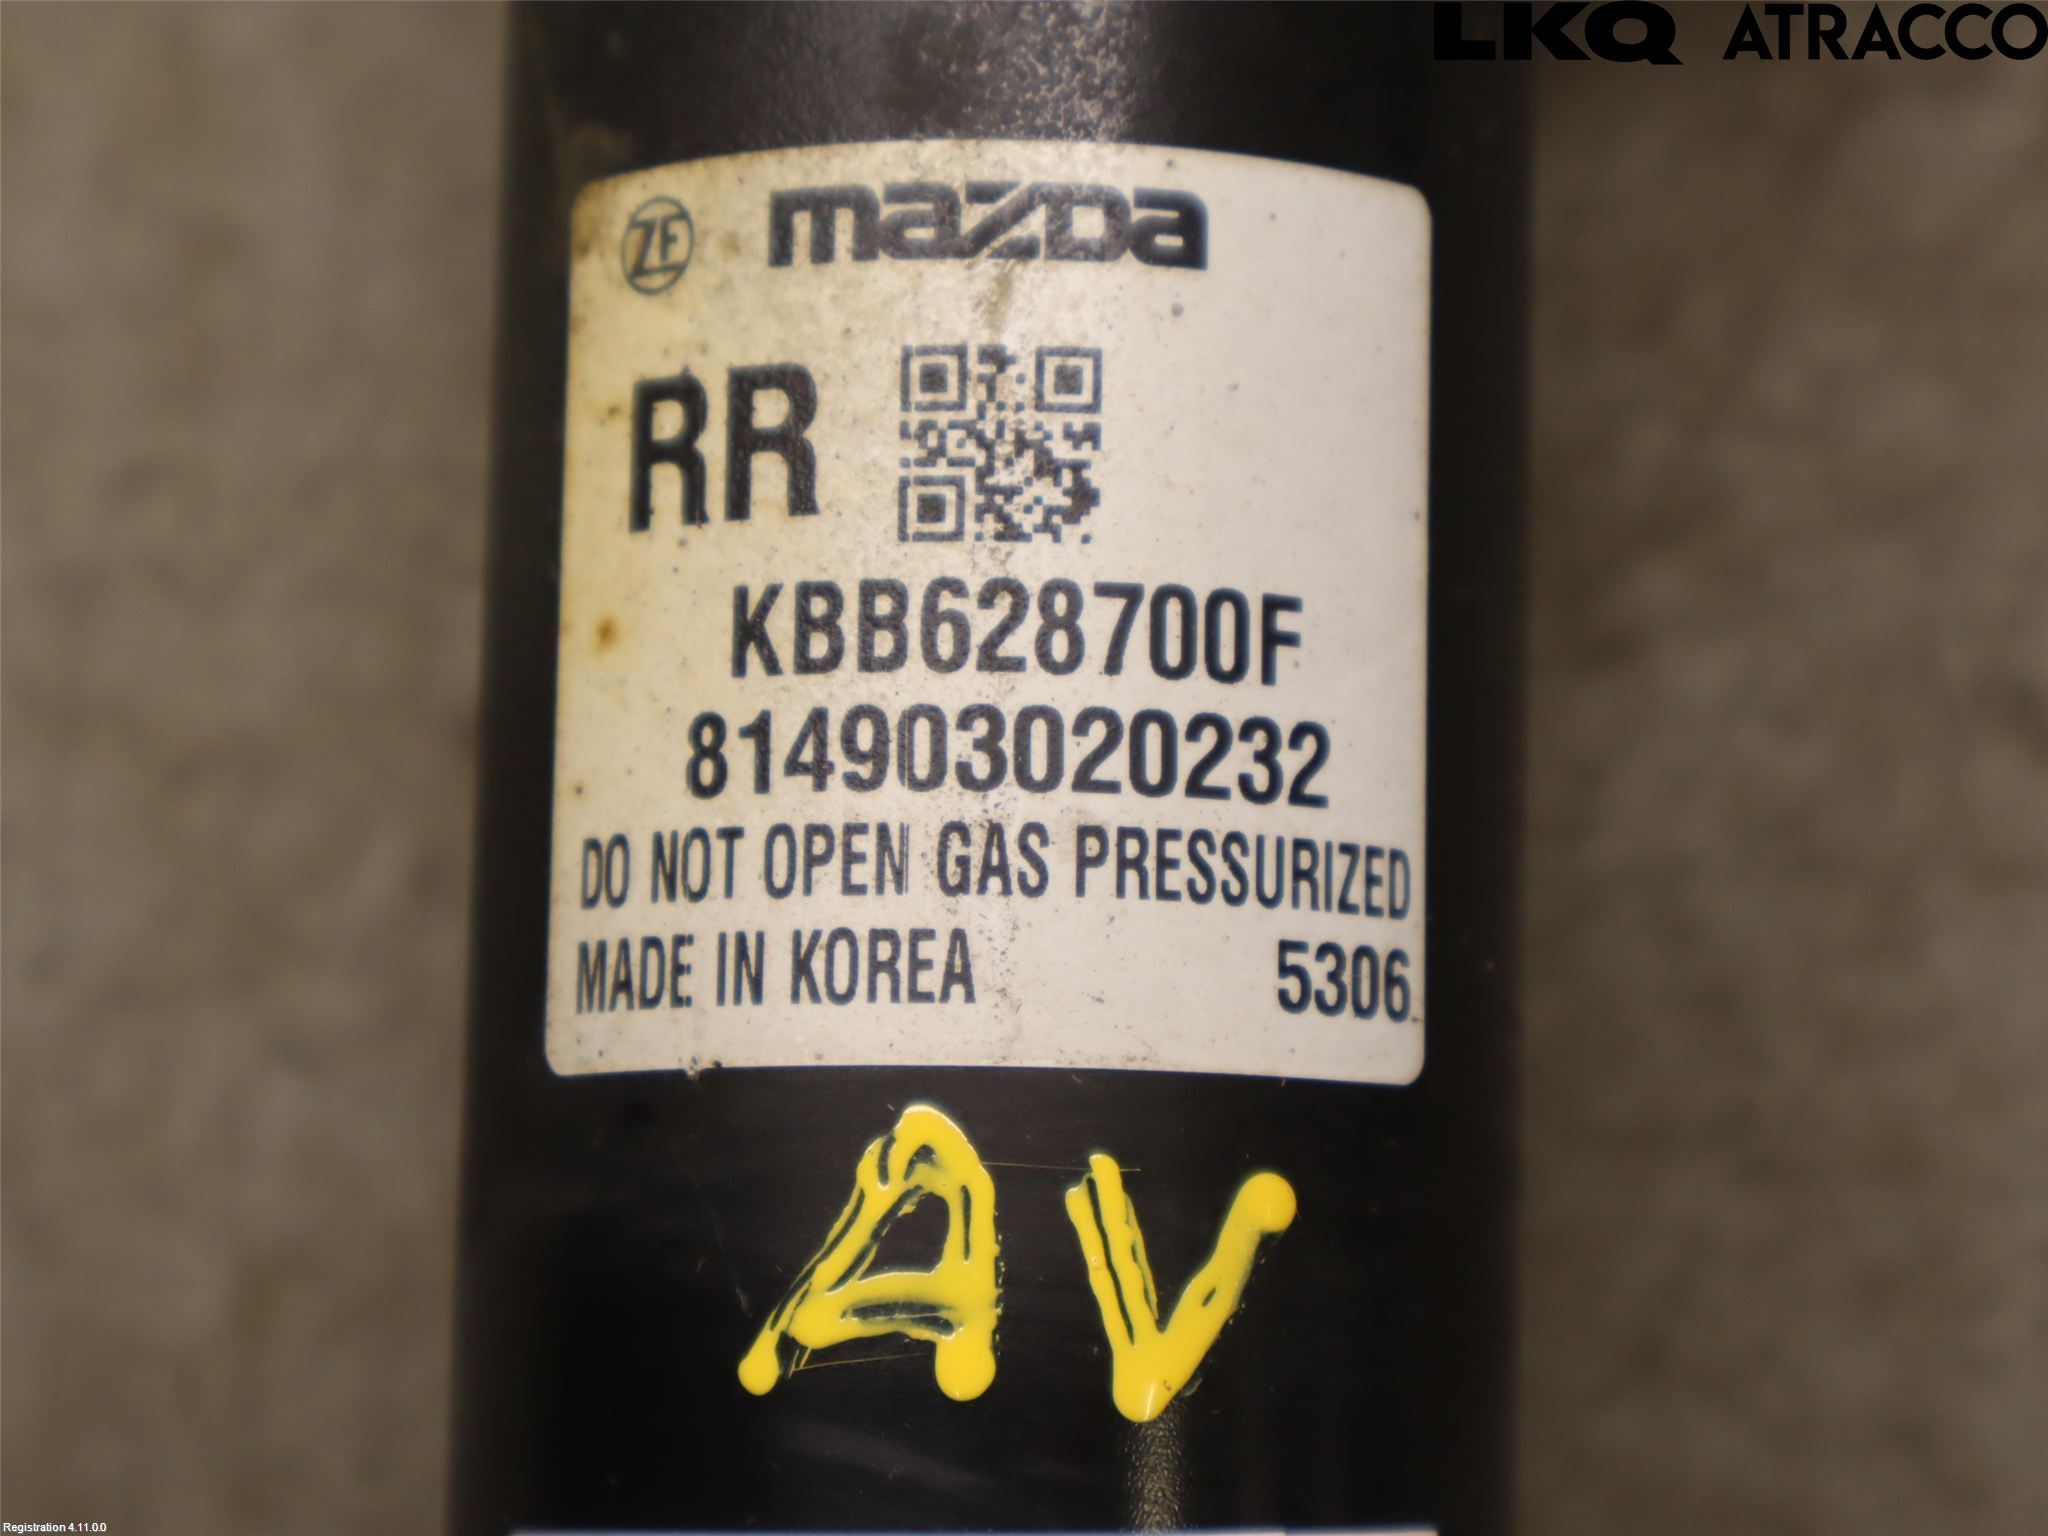 LKQ ATRACCO
ZF mazda
RR
KBB628700F
814903020232
DO NOT OPEN GAS PRESSURIZED
MADE IN KOREA 5306
AV
Registration 4.11.0.0